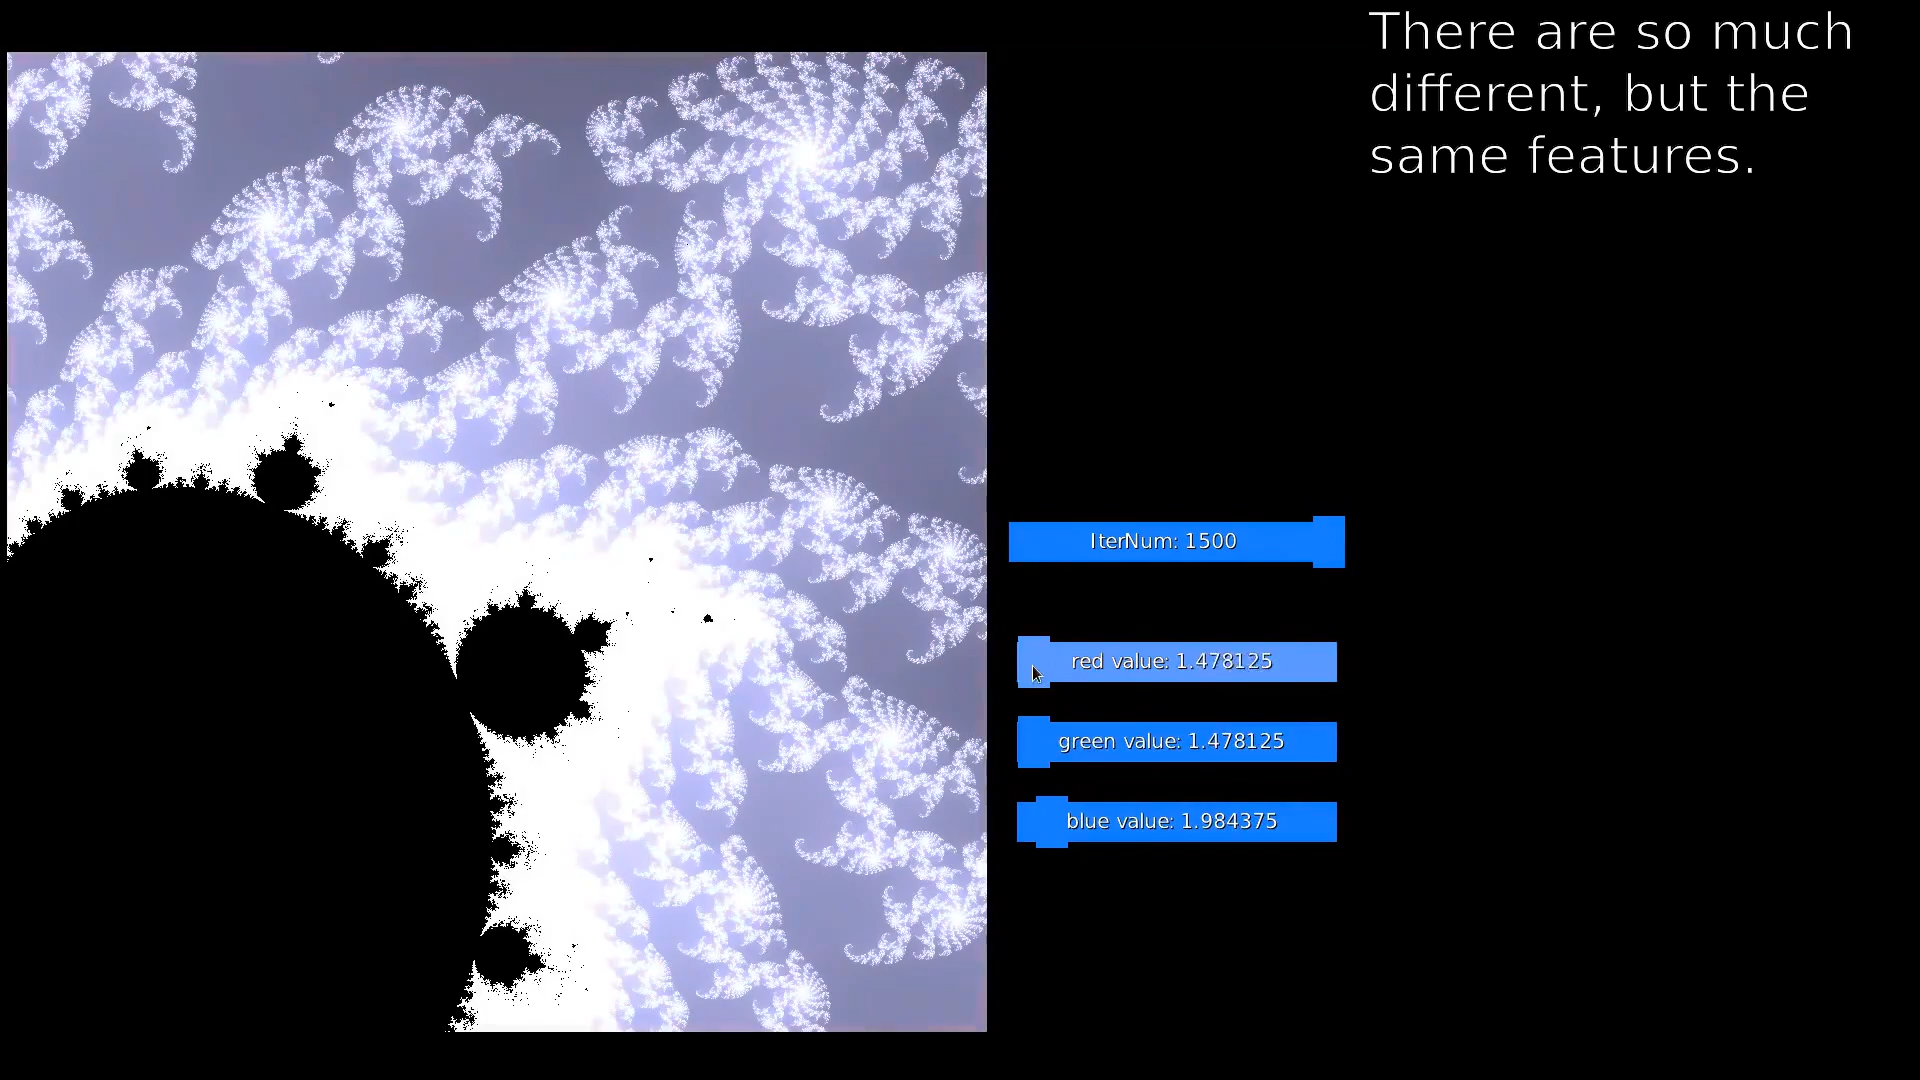 There are so much
different, but the
same features.
IterNum: 1500
red value: 1.478125
green value: 1.478125
blue value: 1.984375